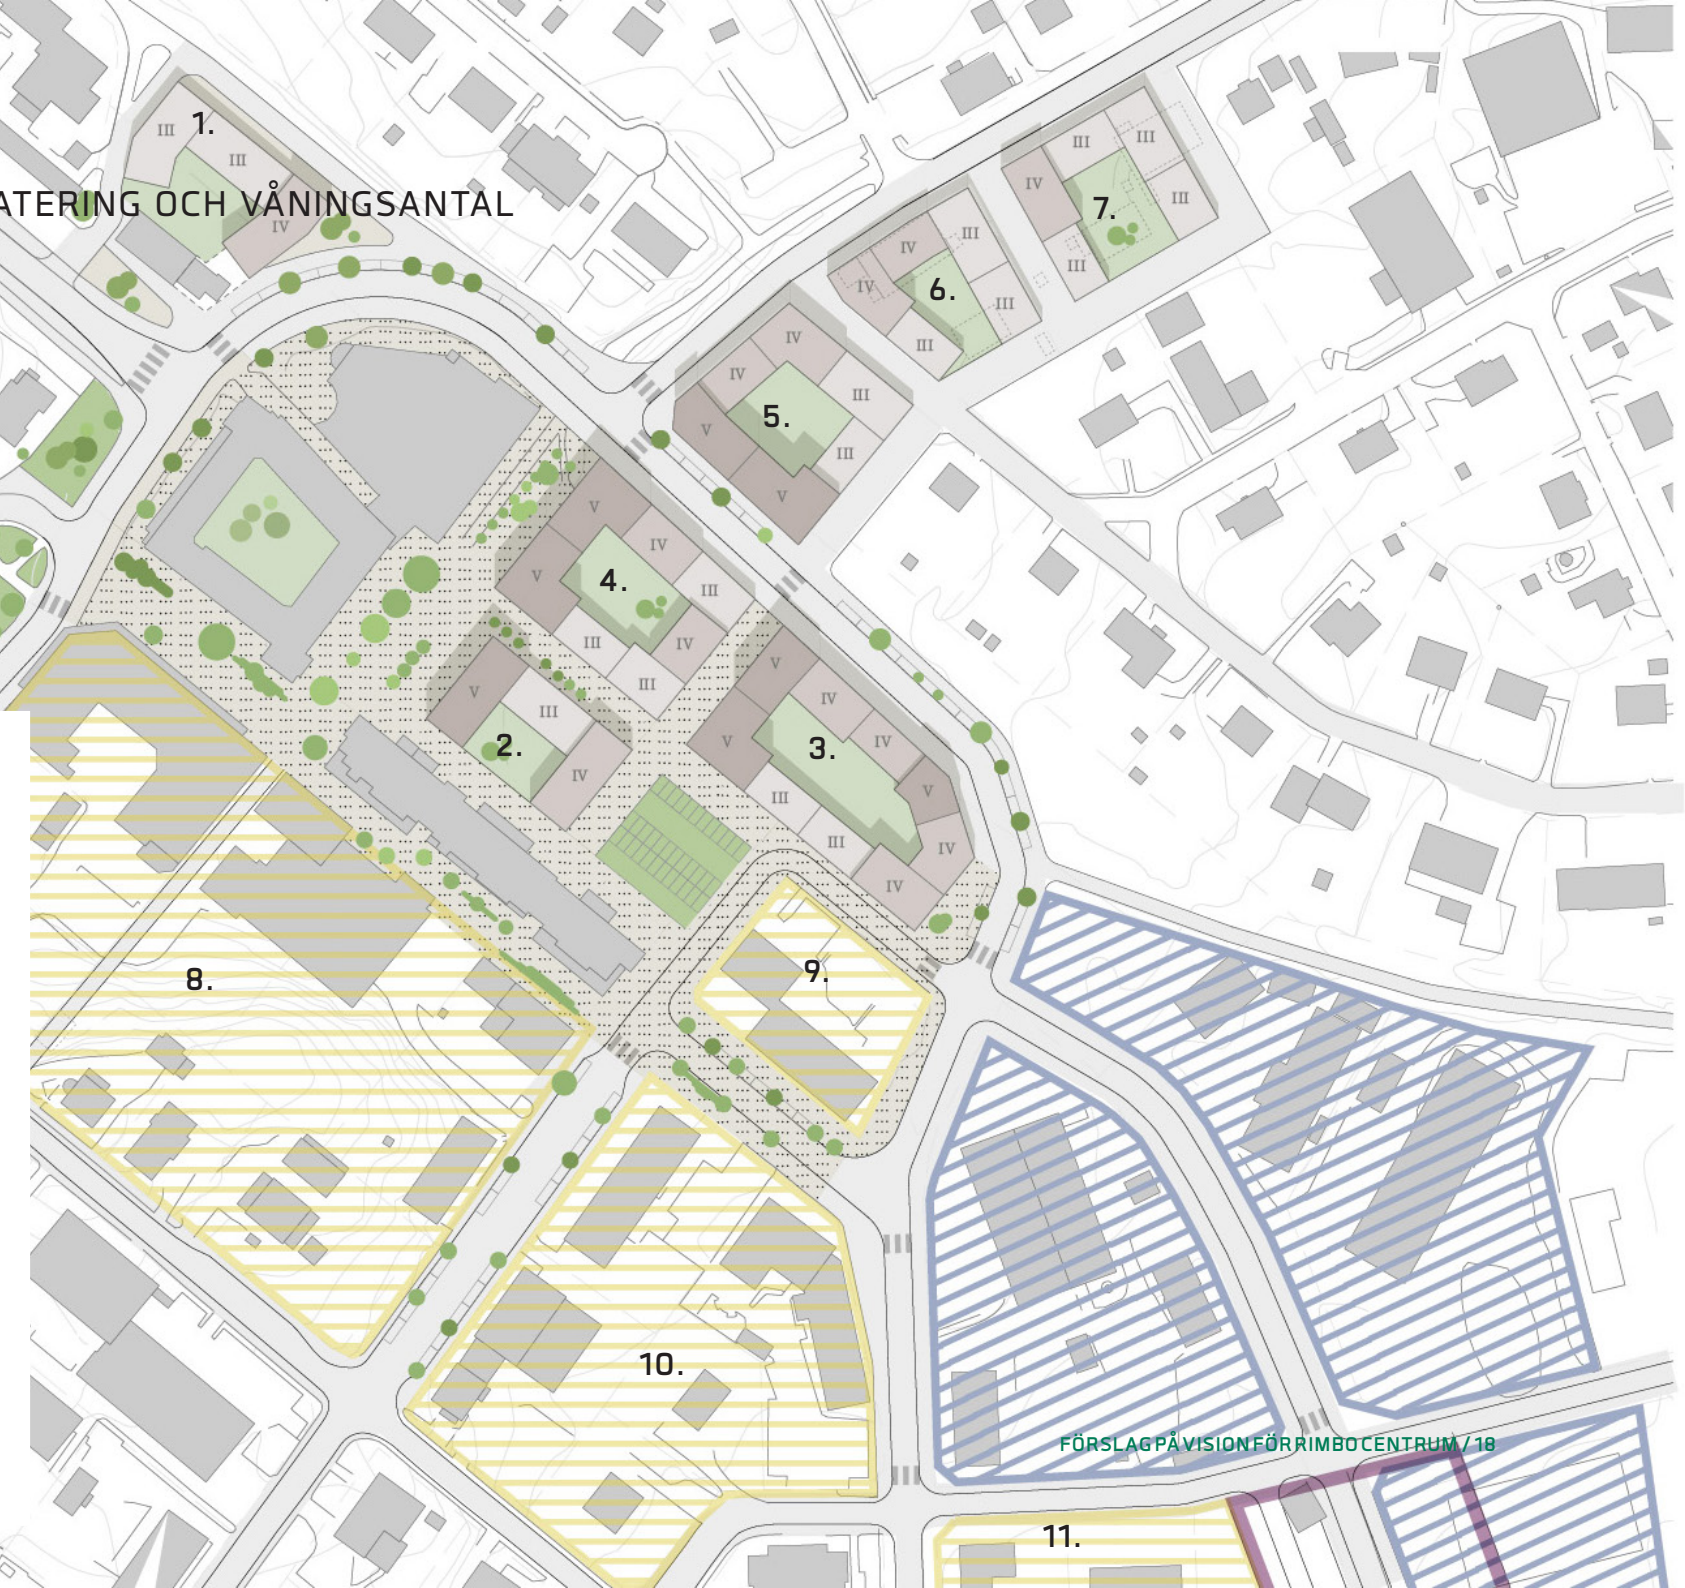 1.
III
III
IV
ATERING OCH VÅNINGSANTAL
III
III
IV
7.
III
III
IV
III
6.
IV
III
III
IV
IV
III
5.
V
III
V
V
IV
V
4.
III
III
IV
III
V
III
2.
IV
V
IV
V
3.
IV
V
III
III
IV
IV
8.
9.
10.
FÖRSLAG PÅ VISION FÖR RIMBO CENTRUM / 18
11.